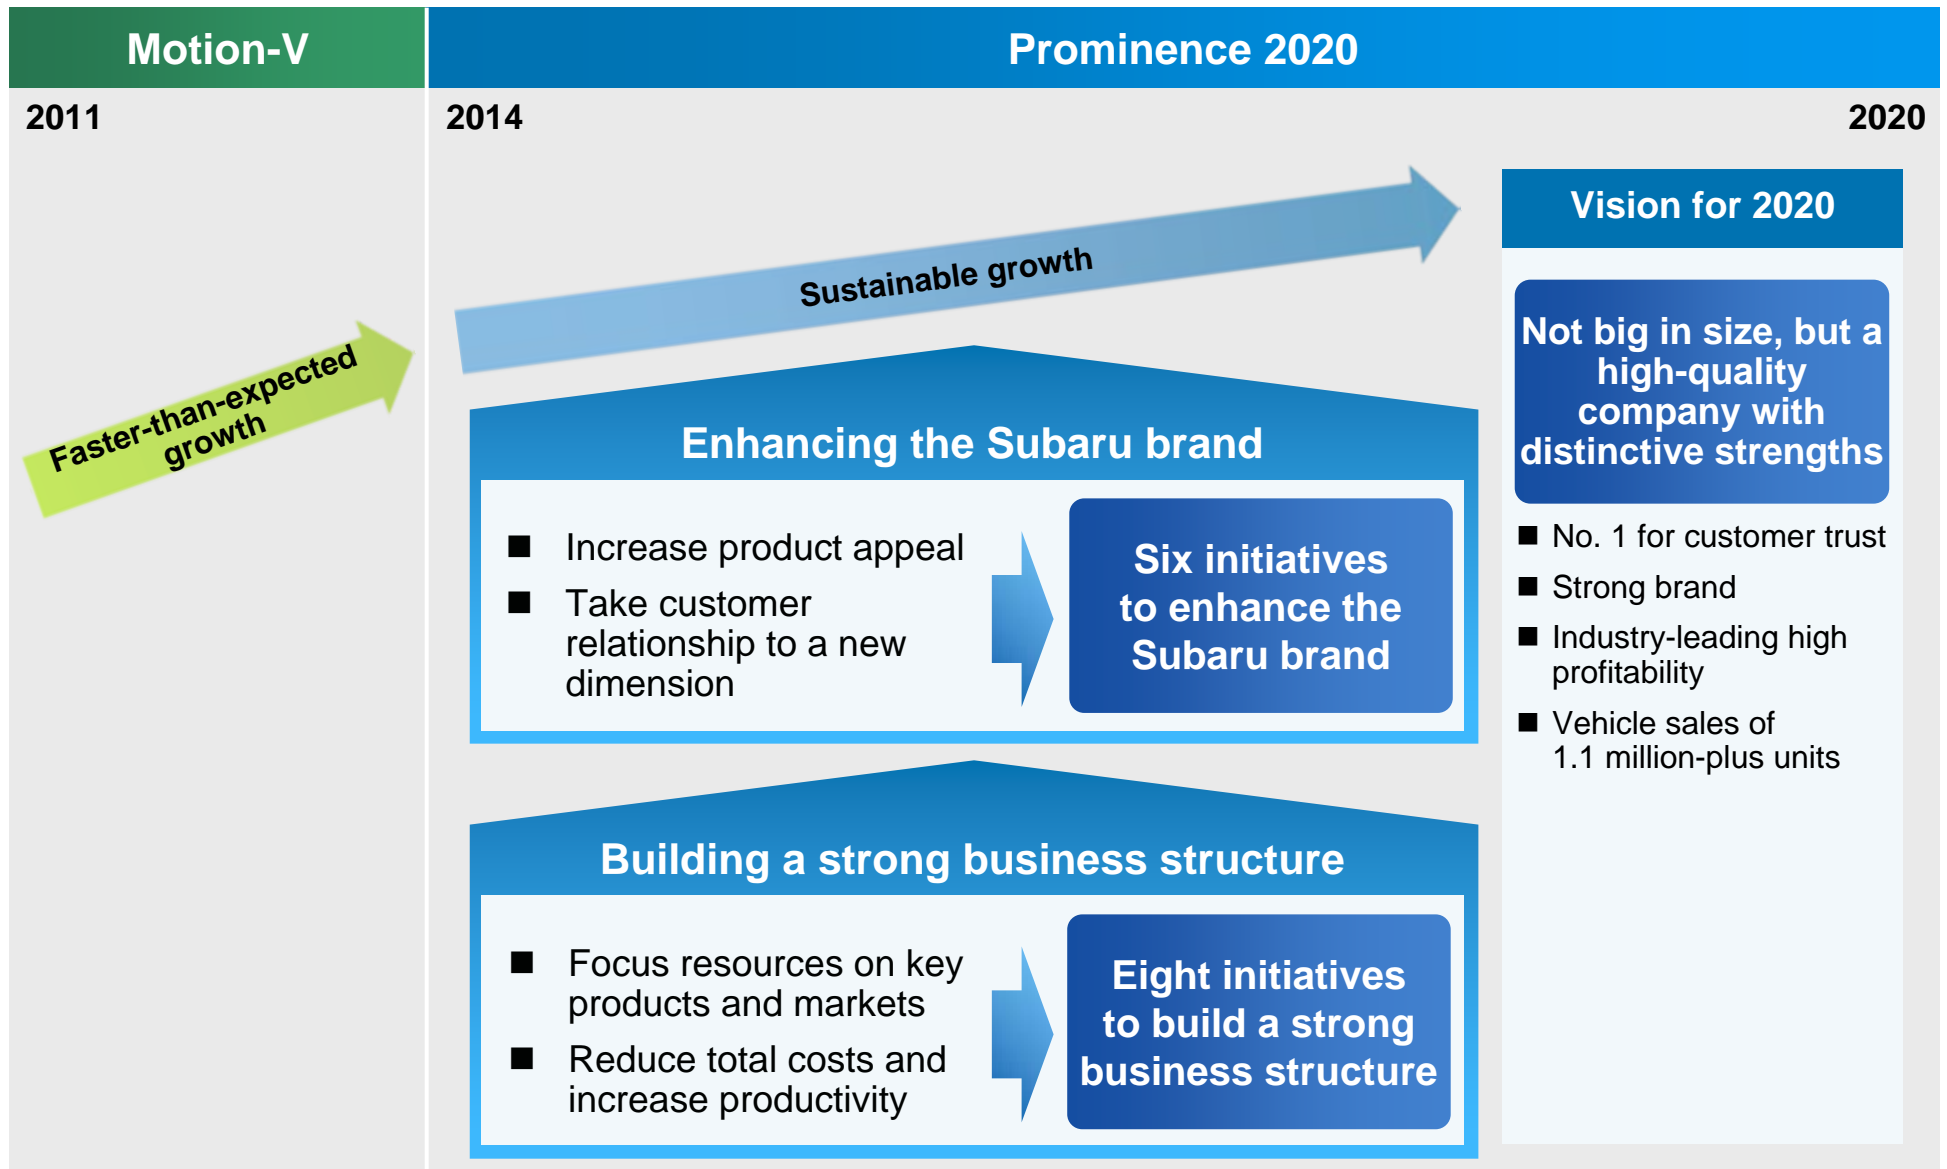 Motion-V
Prominence 2020
2011
2014
2020
Faster-than-expected
growth
Sustainable growth
Enhancing the Subaru brand
■ Increase product appeal
■ Take customer
relationship to a new
dimension
Six initiatives
to enhance the
Subaru brand
Building a strong business structure
■ Focus resources on key
products and markets
■ Reduce total costs and
increase productivity
Eight initiatives
to build a strong
business structure
Vision for 2020
Not big in size, but a
high-quality
company with
distinctive strengths
■ No. 1 for customer trust
■ Strong brand
■ Industry-leading high
profitability
■ Vehicle sales of
1.1 million-plus units